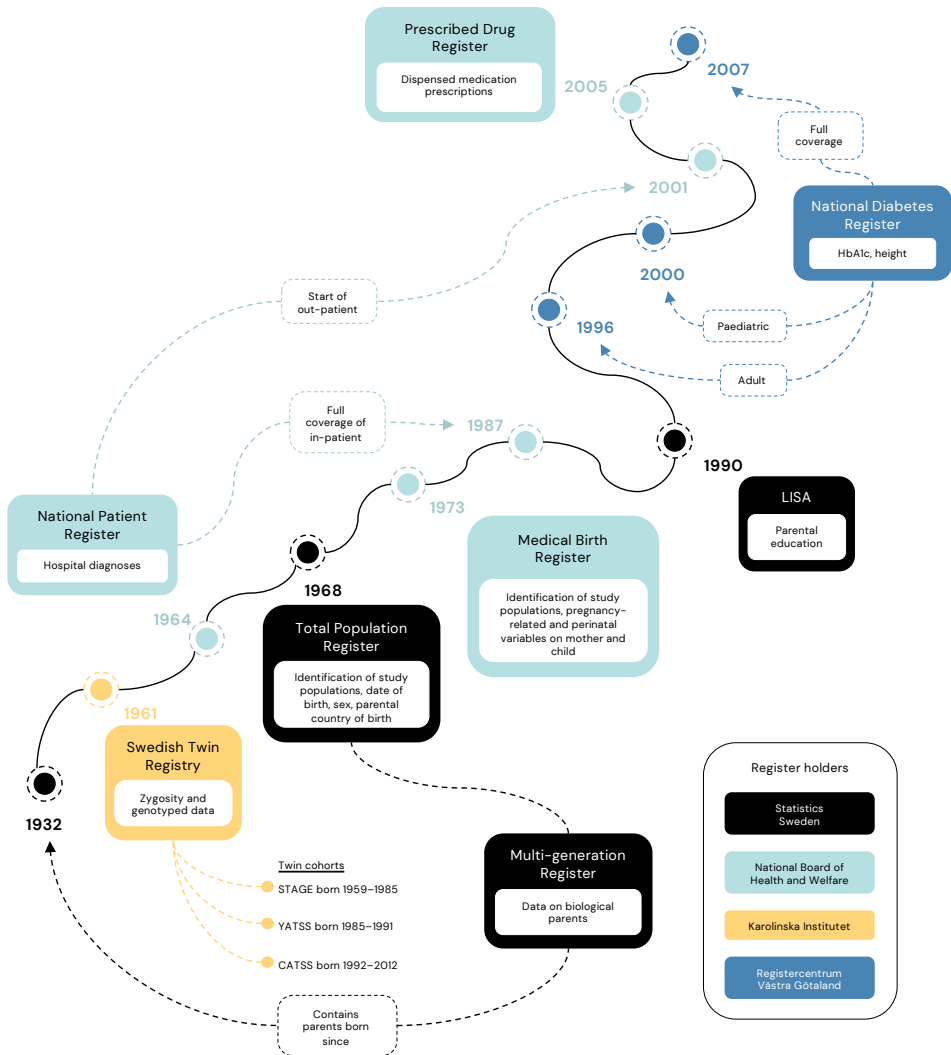 Prescribed Drug
Register
Dispensed medication
prescriptions
2007
2005
Full
coverage
2001
National Diabetes
Register
HbA1c, height
2000
Start of
out-patient
Paediatric
1996
Adult
Full
coverage of
in-patient
1987
1990
LISA
Parental
education
National Patient
Register
Hospital diagnoses
1973
Medical Birth
Register
Identification of study
populations, pregnancy-
related and perinatal
variables on mother and
child
1968
1964
Total Population
Register
Identification of study
populations, date of
birth, sex, parental
country of birth
1961
Swedish Twin
Registry
Zygosity and
genotyped data
1932
Twin cohorts
STAGE born 1959–1985
YATSS born 1985–1991
CATSS born 1992–2012
Multi-generation
Register
Data on biological
parents
Contains
parents born
since
Register holders
Statistics
Sweden
National Board of
Health and Welfare
Karolinska Institutet
Registercentrum
Västra Götaland